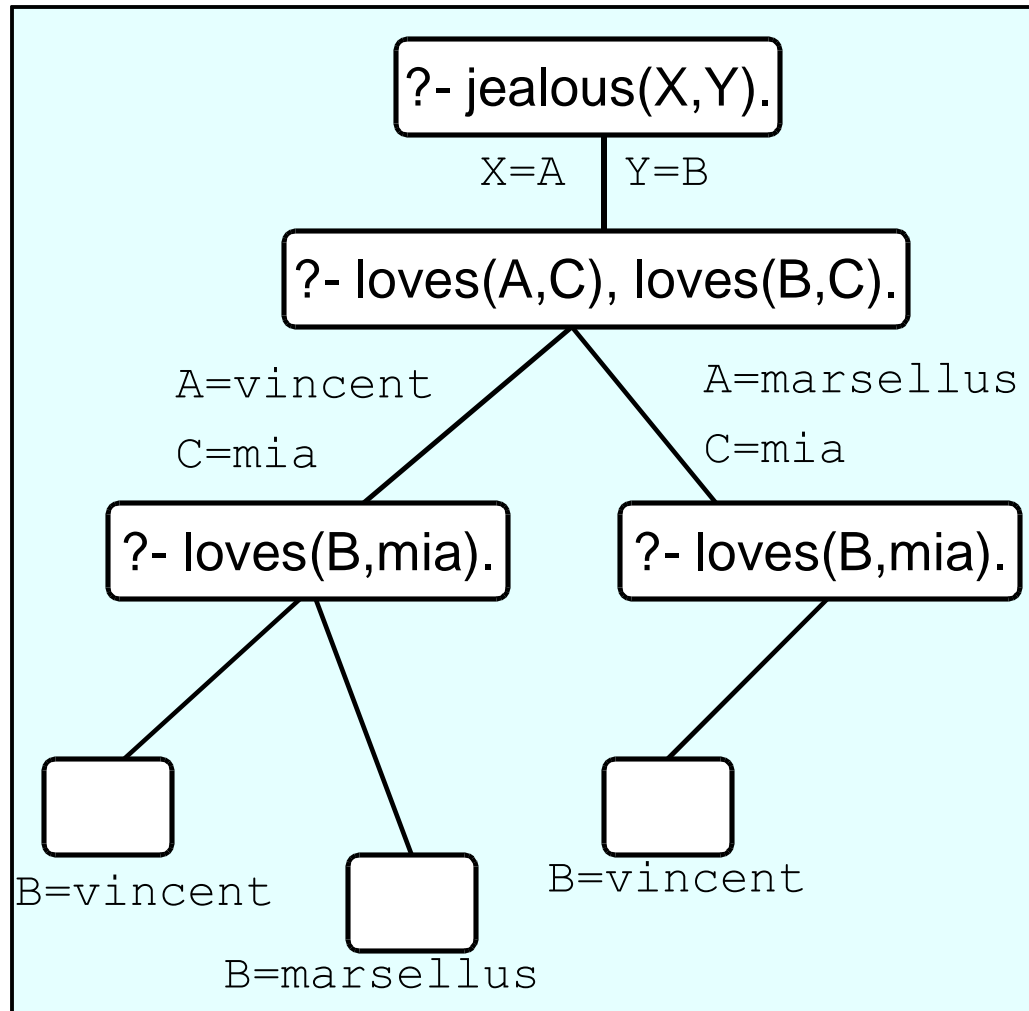 ?- jealous(X,Y).
X=A Y=B
?- loves(A,C), loves(B,C).
A=vincent
A=marsellus
C=mia
C=mia
?- loves(B,mia).
?- loves(B,mia).
B=vincent
B=vincent
B=marsellus